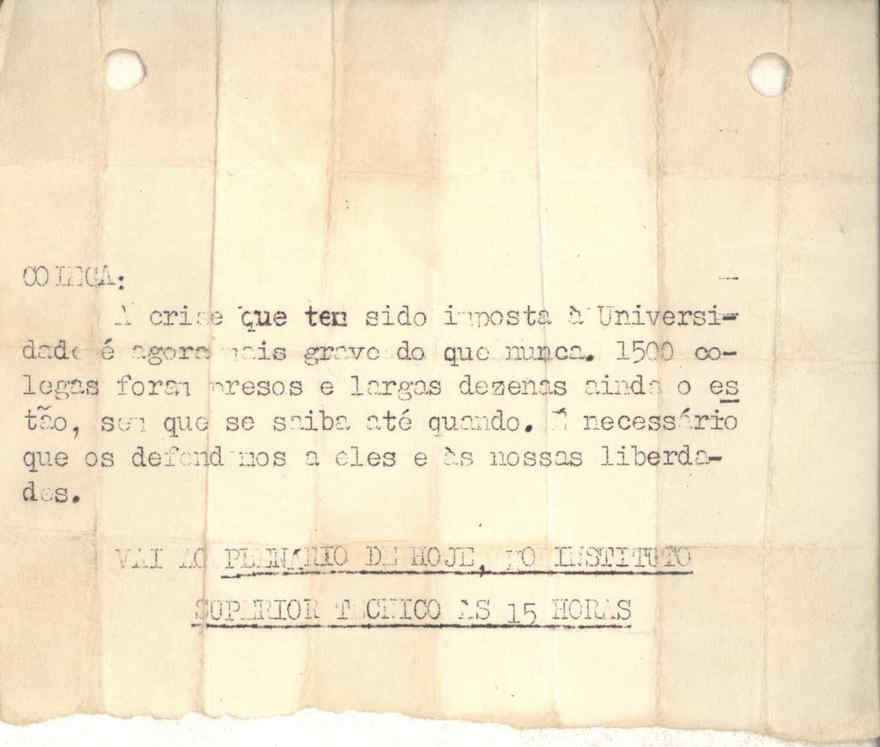 COLEGA:
A crise que tem sido imposta à Universi-
dade é agora mais grave do que nunca. 1500 co-
legas foram presos e largas dezenas ainda o es
tão, sem que se saiba até quando. É necessário
que os defendamos a eles e às nossas liberda-
des.
VAI AO PLENÁRIO DE HOJE, NO INSTITUTO
SUPERIOR TECNICO AS 15 HORAS